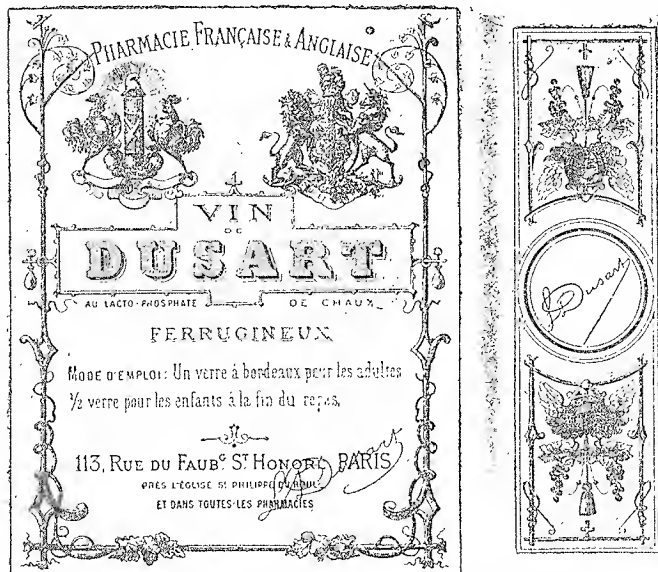 PHARMACIE FRANÇAISE & ANGLAISE
VIN
DE
DUSART
AU LACTO-PHOSPHATE DE CHAUX
FERRUGINEUX
MODE D'EMPLOI: Un verre à bordeaux pour les adultes
½ verre pour les enfants à la fin du repas.
113, RUE DU FAUBG ST HONORÉ, PARIS
PRÈS L'ÉGLISE ST PHILIPPE DU ROULE
ET DANS TOUTES LES PHARMACIES
Dusart
Dusart